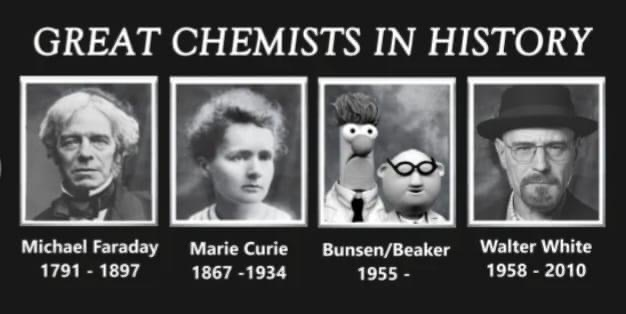 GREAT CHEMISTS IN HISTORY
Michael Faraday
1791 - 1897
Marie Curie
1867 -1934
Bunsen/Beaker
1955 -
Walter White
1958 - 2010